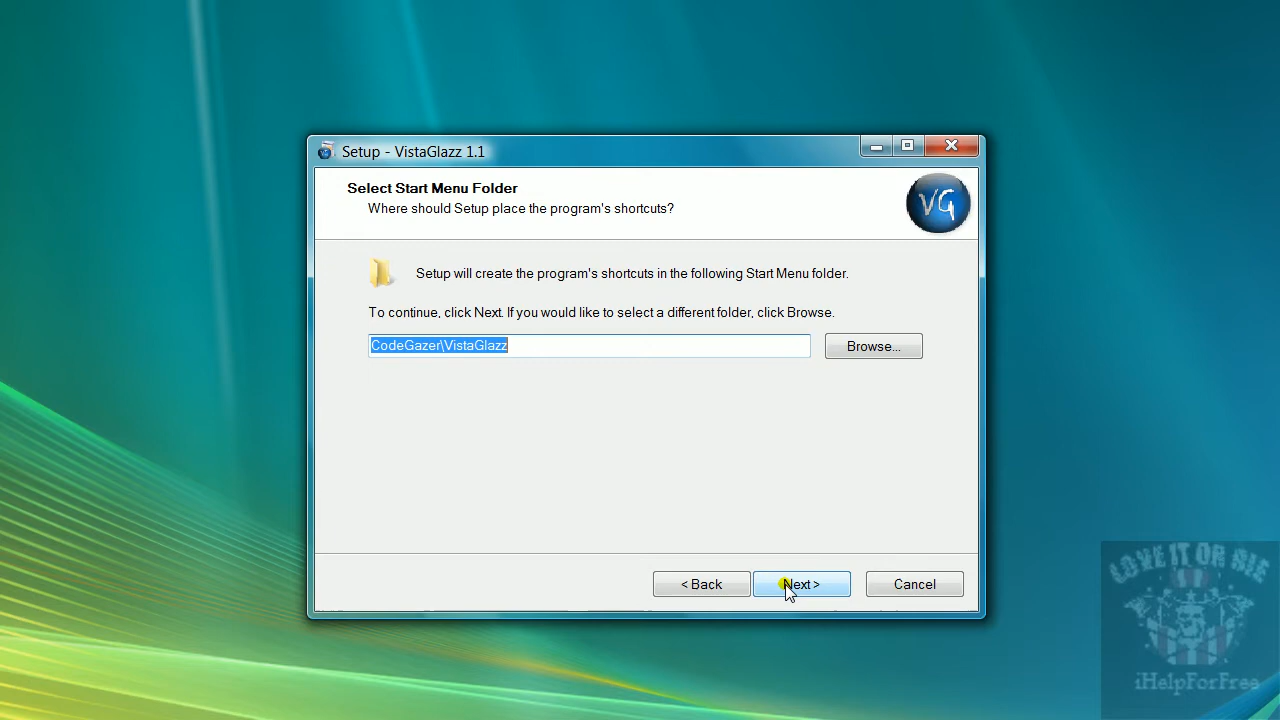 Setup - VistaGlazz 1.1
Select Start Menu Folder
Where should Setup place the program's shortcuts?
VG
Setup will create the program's shortcuts in the following Start Menu folder.
To continue, click Next. If you would like to select a different folder, click Browse.
CodeGazer\VistaGlazz
Browse...
< Back
Next >
Cancel
LOVE IT OR DIE
iHelpForFree